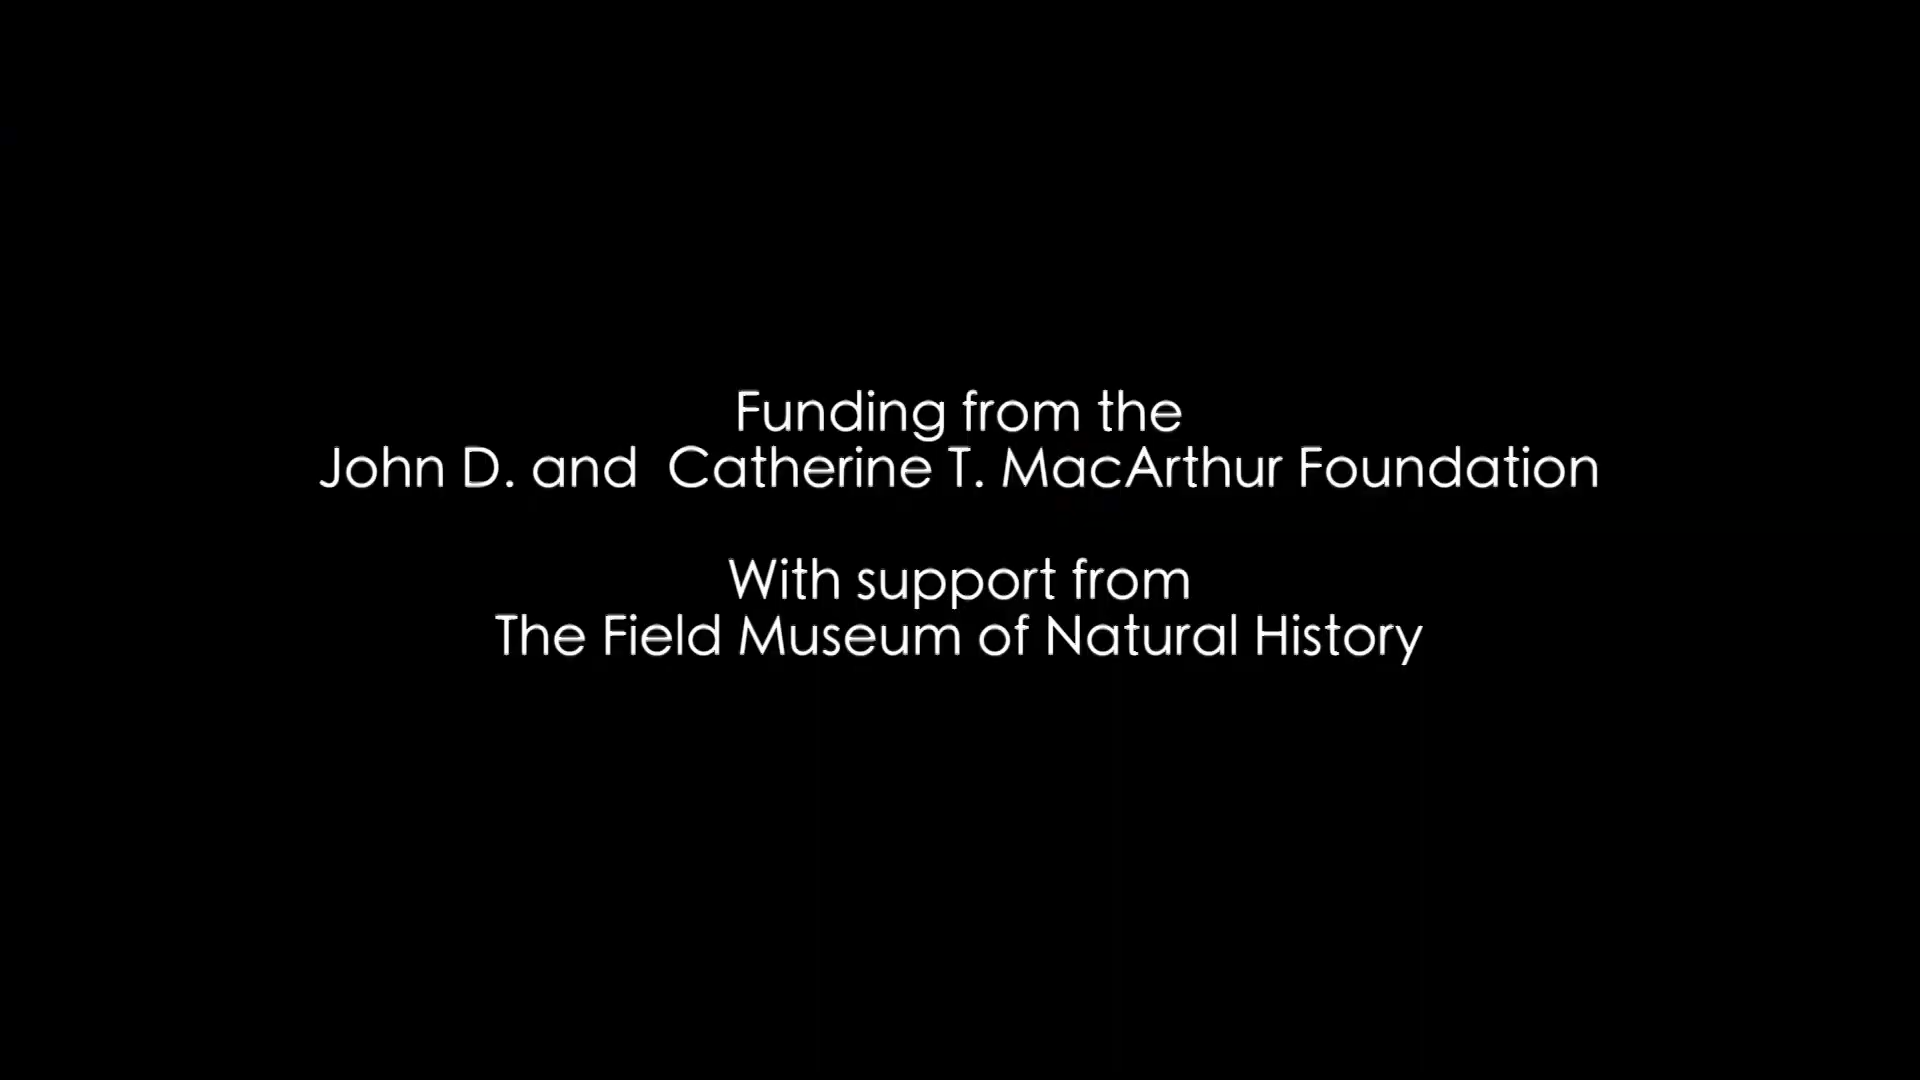 Funding from the
John D. and  Catherine T. MacArthur Foundation
With support from
The Field Museum of Natural History